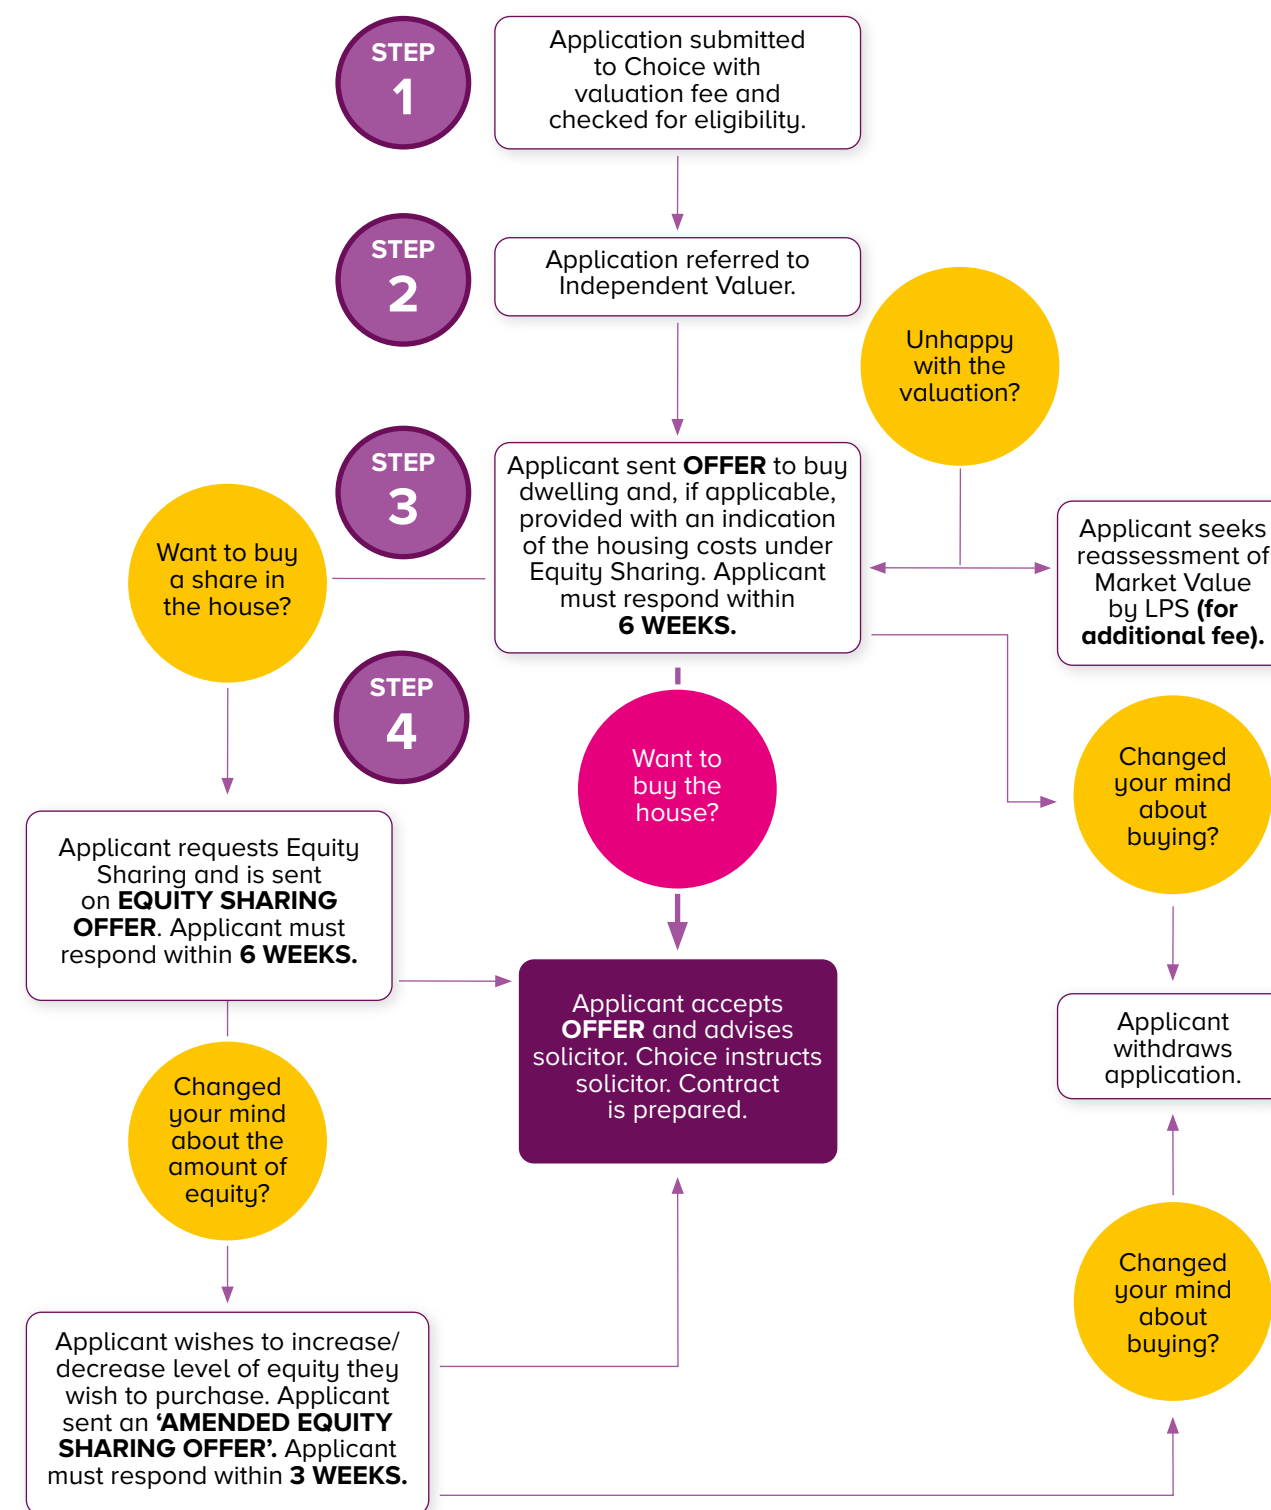 STEP
1
Application submitted
to Choice with
valuation fee and
checked for eligibility.
STEP
2
Application referred to
Independent Valuer.
Unhappy
with the
valuation?
STEP
3
Applicant sent OFFER to buy
dwelling and, if applicable,
provided with an indication
of the housing costs under
Equity Sharing. Applicant
must respond within
6 WEEKS.
Want to buy
a share in
the house?
Applicant seeks
reassessment of
Market Value
by LPS (for
additional fee).
STEP
4
Want to
buy the
house?
Changed
your mind
about
buying?
Applicant requests Equity
Sharing and is sent
on EQUITY SHARING
OFFER. Applicant must
respond within 6 WEEKS.
Applicant accepts
OFFER and advises
solicitor. Choice instructs
solicitor. Contract
is prepared.
Applicant
withdraws
application.
Changed
your mind
about the
amount of
equity?
Changed
your mind
about
buying?
Applicant wishes to increase/
decrease level of equity they
wish to purchase. Applicant
sent an ‘AMENDED EQUITY
SHARING OFFER’. Applicant
must respond within 3 WEEKS.